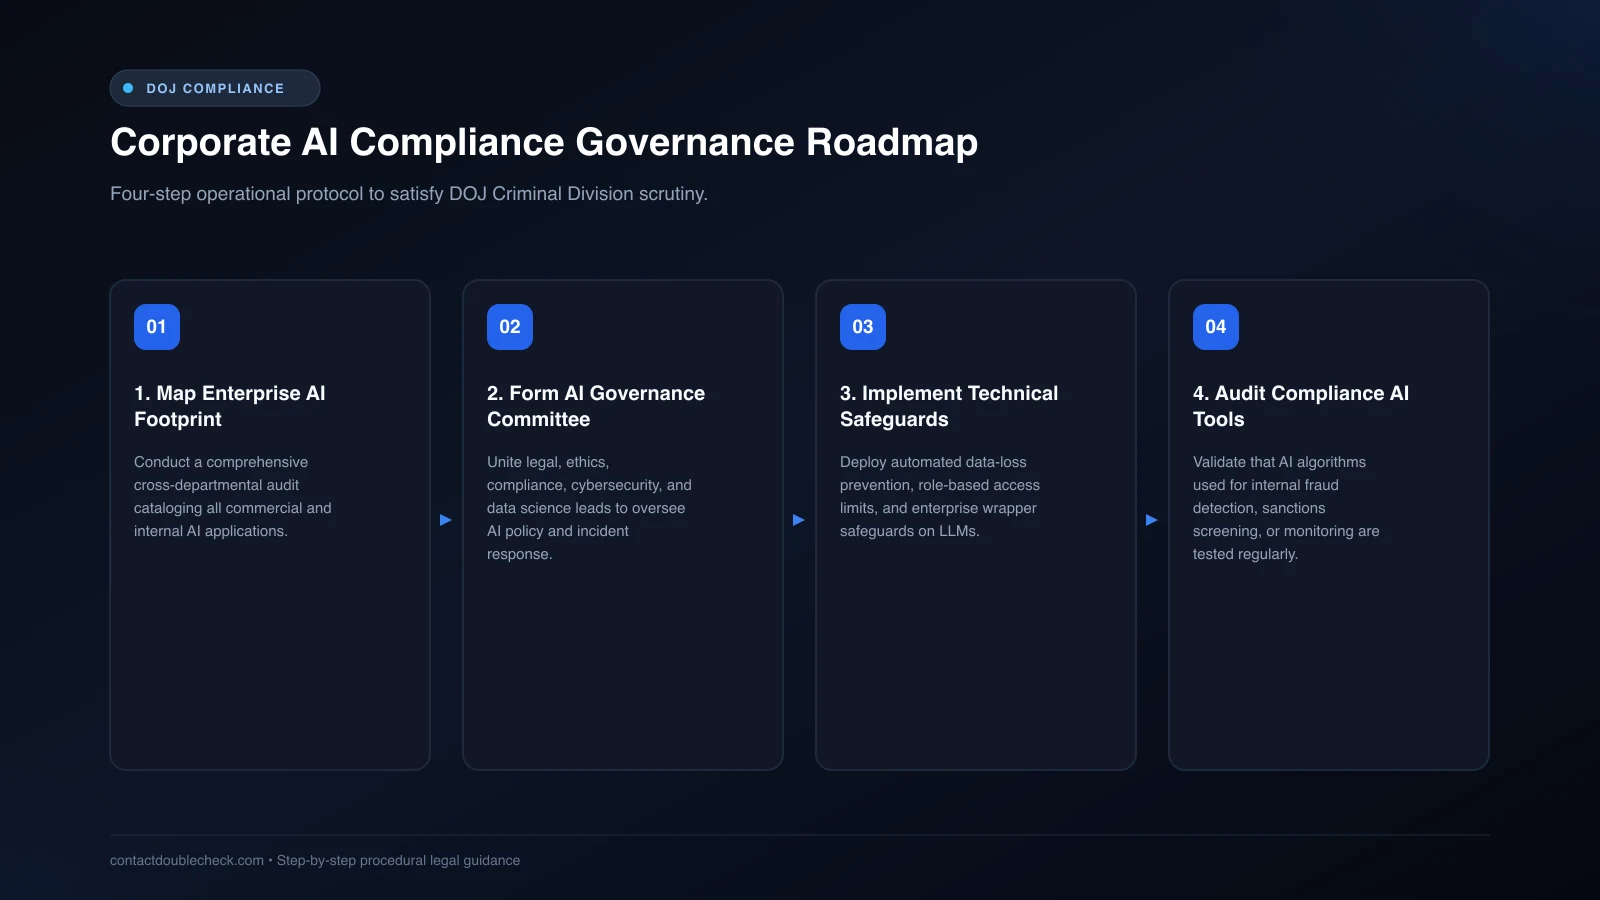 DOJ COMPLIANCE
Corporate AI Compliance Governance Roadmap
Four-step operational protocol to satisfy DOJ Criminal Division scrutiny.
01
1. Map Enterprise AI
Footprint
Conduct a comprehensive
cross-departmental audit
cataloging all commercial and
internal AI applications.
02
2. Form AI Governance
Committee
Unite legal, ethics,
compliance, cybersecurity, and
data science leads to oversee
AI policy and incident
response.
03
3. Implement Technical
Safeguards
Deploy automated data-loss
prevention, role-based access
limits, and enterprise wrapper
safeguards on LLMs.
04
4. Audit Compliance AI
Tools
Validate that AI algorithms
used for internal fraud
detection, sanctions
screening, or monitoring are
tested regularly.
contactdoublecheck.com • Step-by-step procedural legal guidance